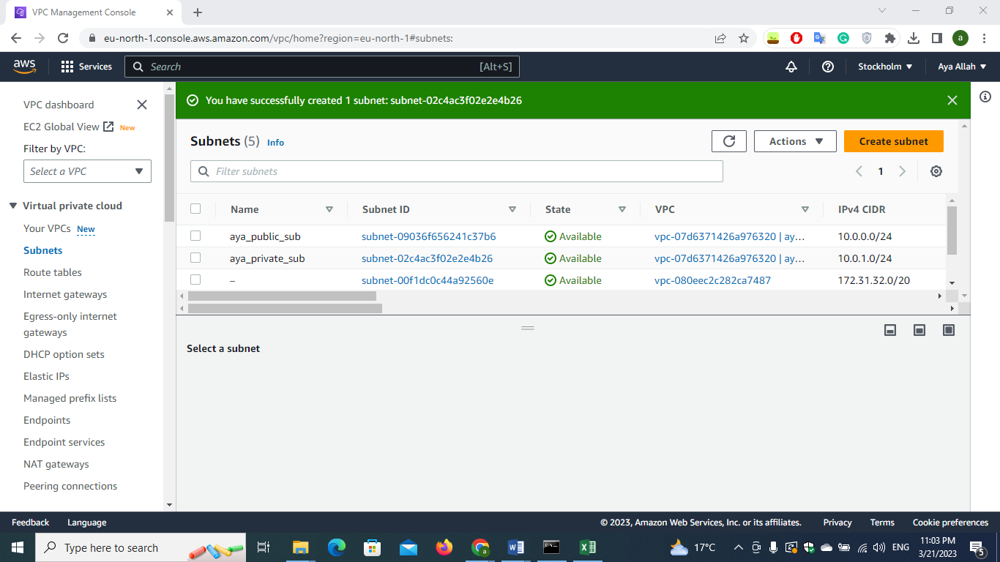 VPC Management Console
eu-north-1.console.aws.amazon.com/vpc/home?region=eu-north-1#subnets:
a
aws
Services
Search
[Alt+S]
Stockholm
Aya Allah
VPC dashboard
EC2 Global View New
Filter by VPC:
Select a VPC
Virtual private cloud
Your VPCs New
Subnets
Route tables
Internet gateways
Egress-only internet
gateways
DHCP option sets
Elastic IPs
Managed prefix lists
Endpoints
Endpoint services
NAT gateways
Peering connections
You have successfully created 1 subnet: subnet-02c4ac3f02e2e4b26
Subnets (5) Info
Actions
Create subnet
Filter subnets
1
Name Subnet ID State VPC IPv4 CIDR
aya_public_sub subnet-09036f656241c37b6 Available vpc-07d6371426a976320 | ay... 10.0.0.0/24
aya_private_sub subnet-02c4ac3f02e2e4b26 Available vpc-07d6371426a976320 | ay... 10.0.1.0/24
– subnet-00f1dc0c44a92560e Available vpc-080eec2c282ca7487 172.31.32.0/20
Select a subnet
Feedback Language © 2023, Amazon Web Services, Inc. or its affiliates. Privacy Terms Cookie preferences
Type here to search
17°C
ENG
11:03 PM
3/21/2023
5